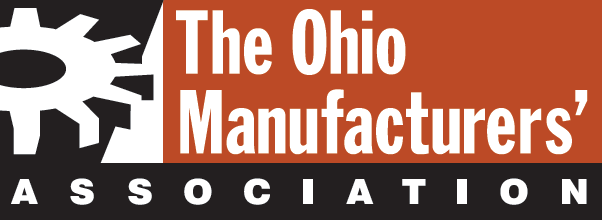 The Ohio
Manufacturers’
ASSOCIATION